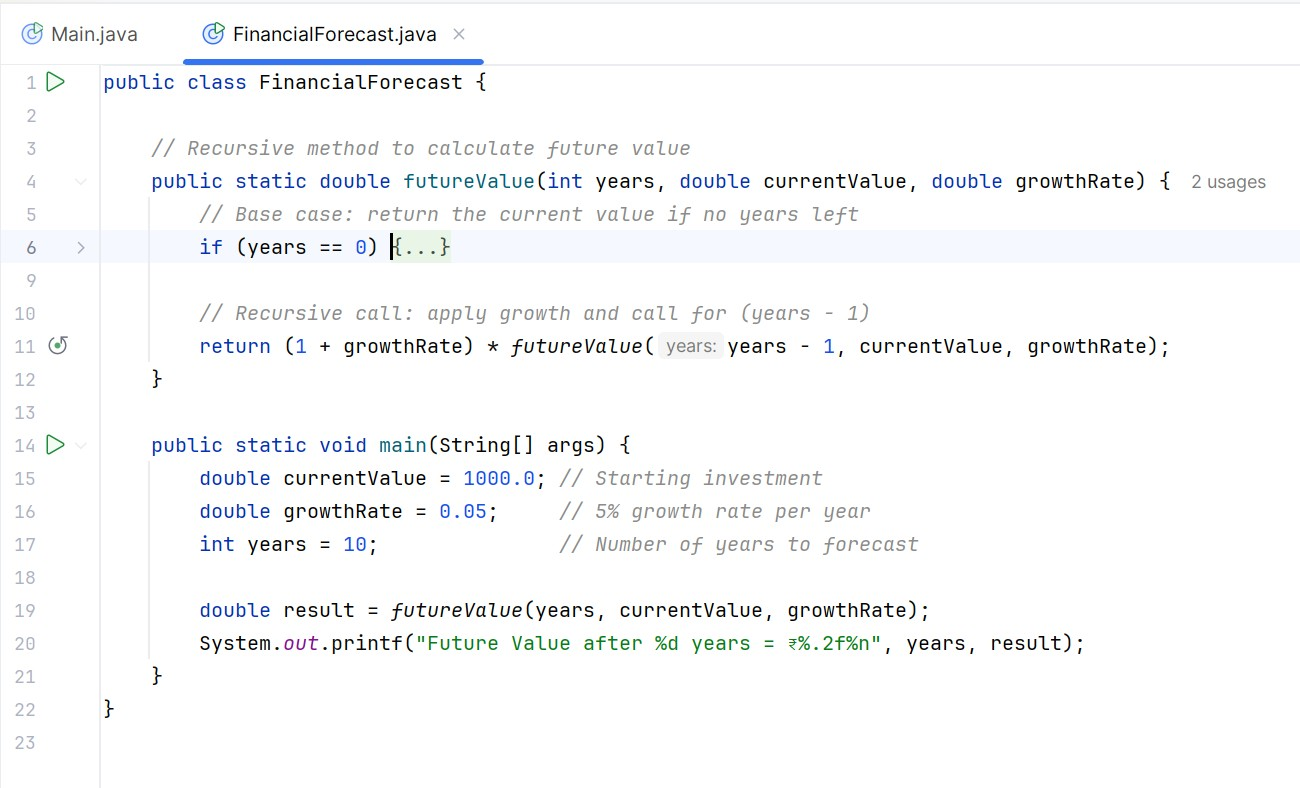 Main.java FinancialForecast.java ×
1 public class FinancialForecast {
2
3 // Recursive method to calculate future value
4 public static double futureValue(int years, double currentValue, double growthRate) { 2 usages
5 // Base case: return the current value if no years left
6 if (years == 0) {...}
9
10 // Recursive call: apply growth and call for (years - 1)
11 return (1 + growthRate) * futureValue( years: years - 1, currentValue, growthRate);
12 }
13
14 public static void main(String[] args) {
15 double currentValue = 1000.0; // Starting investment
16 double growthRate = 0.05; // 5% growth rate per year
17 int years = 10; // Number of years to forecast
18
19 double result = futureValue(years, currentValue, growthRate);
20 System.out.printf("Future Value after %d years = ₹%.2f%n", years, result);
21 }
22 }
23